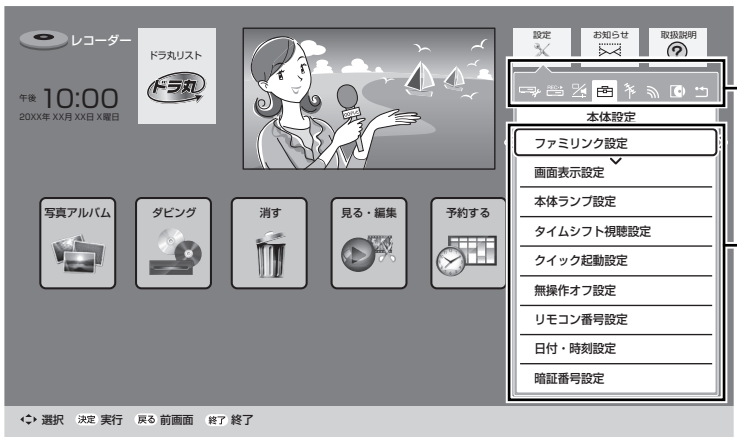 レコーダー
ドラ丸リスト
ドラ丸
設定
お知らせ
取扱説明
午後 10:00
20XX年 XX月 XX日 X曜日
本体設定
ファミリンク設定
画面表示設定
本体ランプ設定
タイムシフト視聴設定
クイック起動設定
無操作オフ設定
リモコン番号設定
日付・時刻設定
暗証番号設定
写真アルバム
ダビング
消す
見る・編集
予約する
選択 決定 実行 戻る 前画面 終了 終了